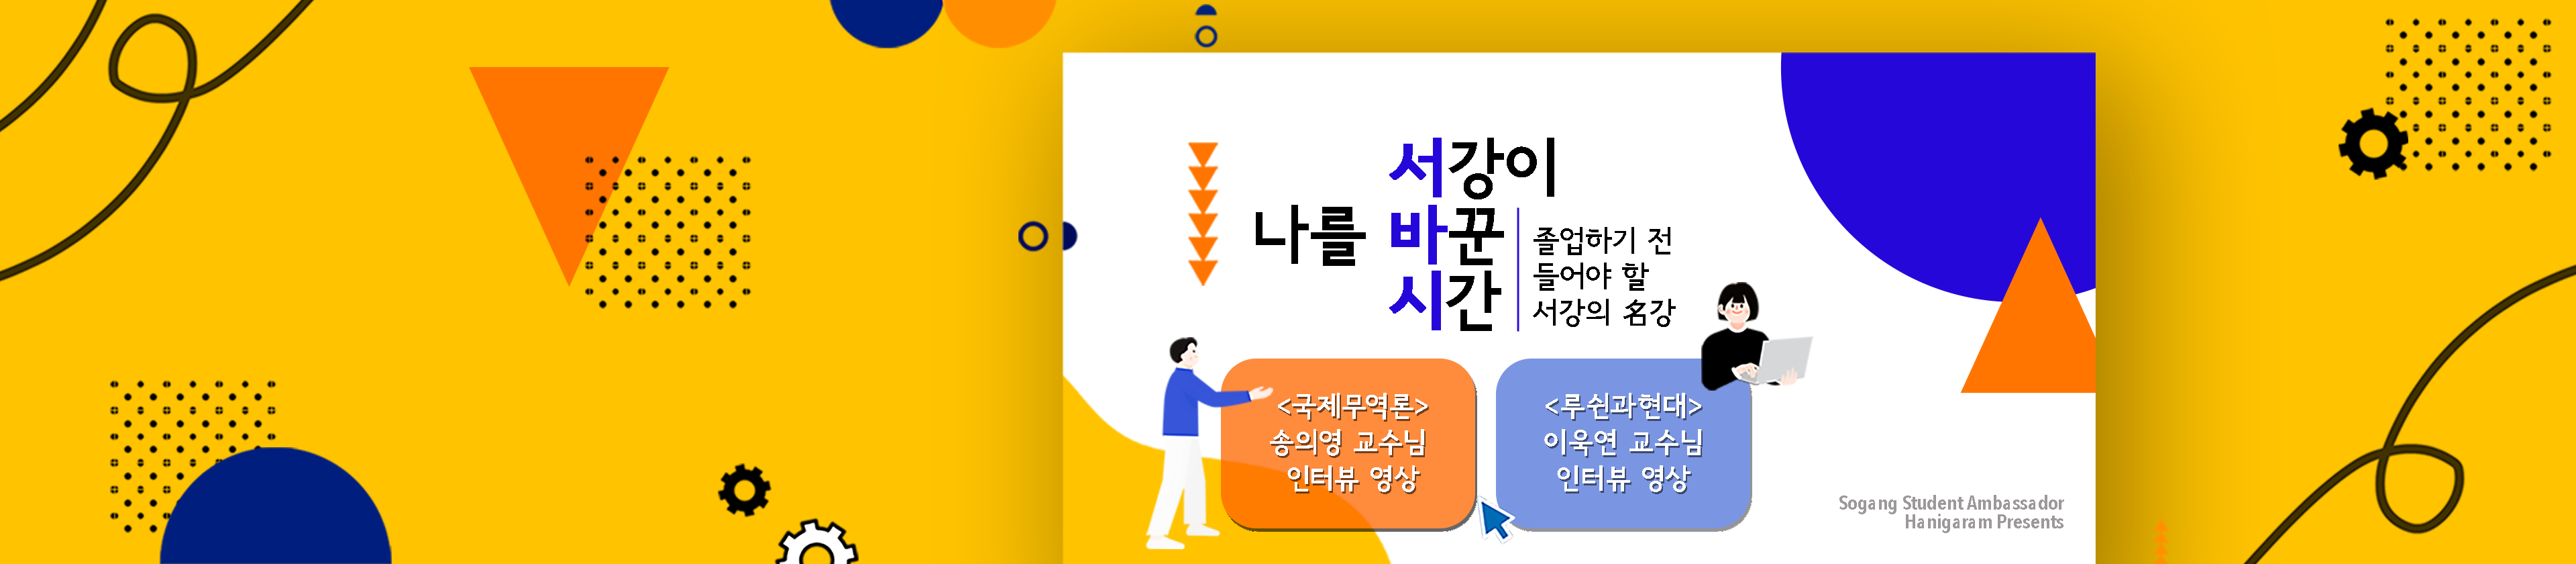 서강이
나를 바꾼
시간
졸업하기 전
들어야 할
서강의 名강
<국제무역론>
송의영 교수님
인터뷰 영상
<루쉰과현대>
이욱연 교수님
인터뷰 영상
Sogang Student Ambassador
Hanigaram Presents